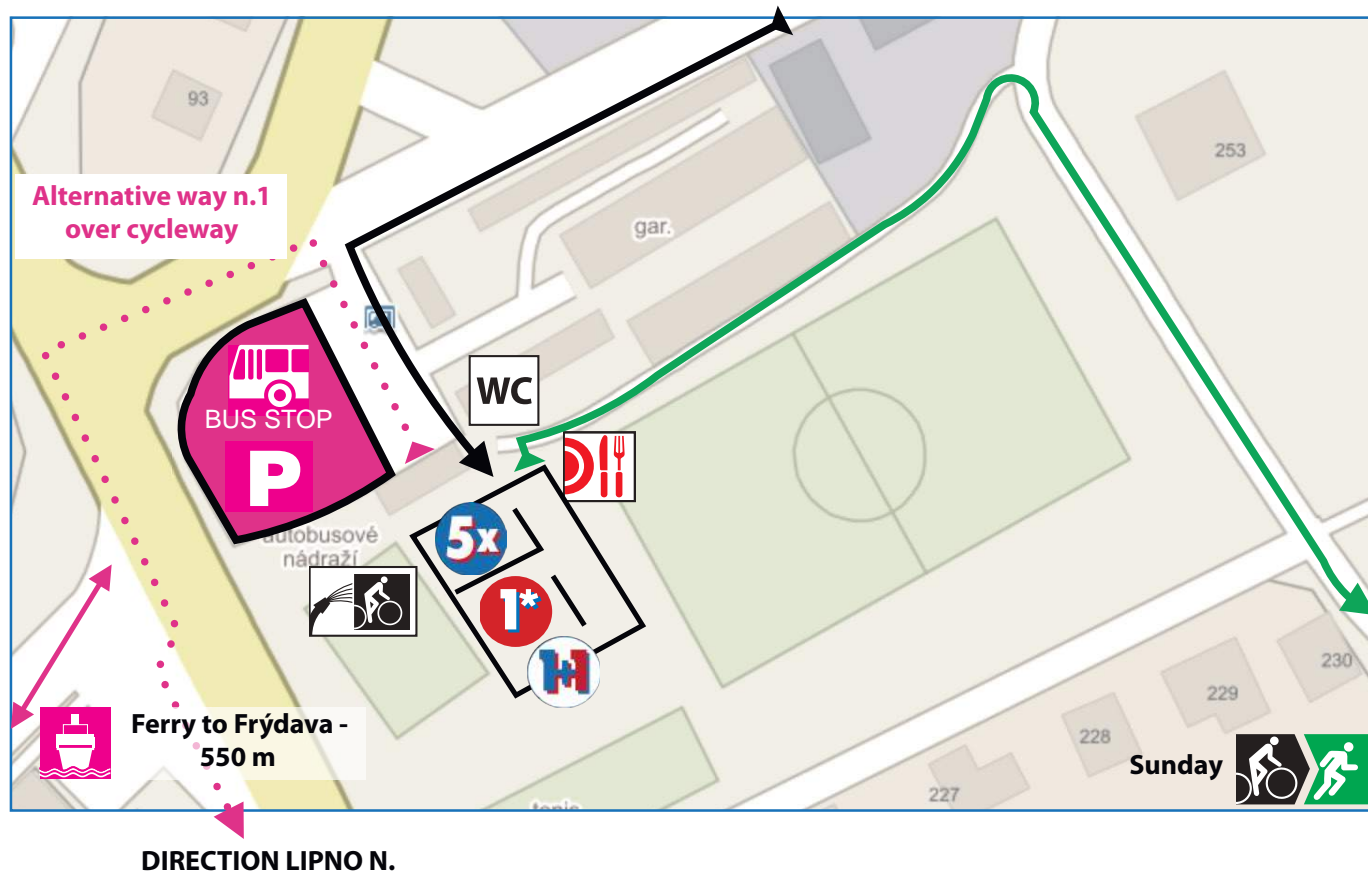 93
253
Alternative way n.1
over cycleway
gar.
WC
BUS STOP
P
5x
autobusové
nádraží
1*
1+1
230
229
228
227
Ferry to Frýdava -
550 m
Sunday
tenis
DIRECTION LIPNO N.